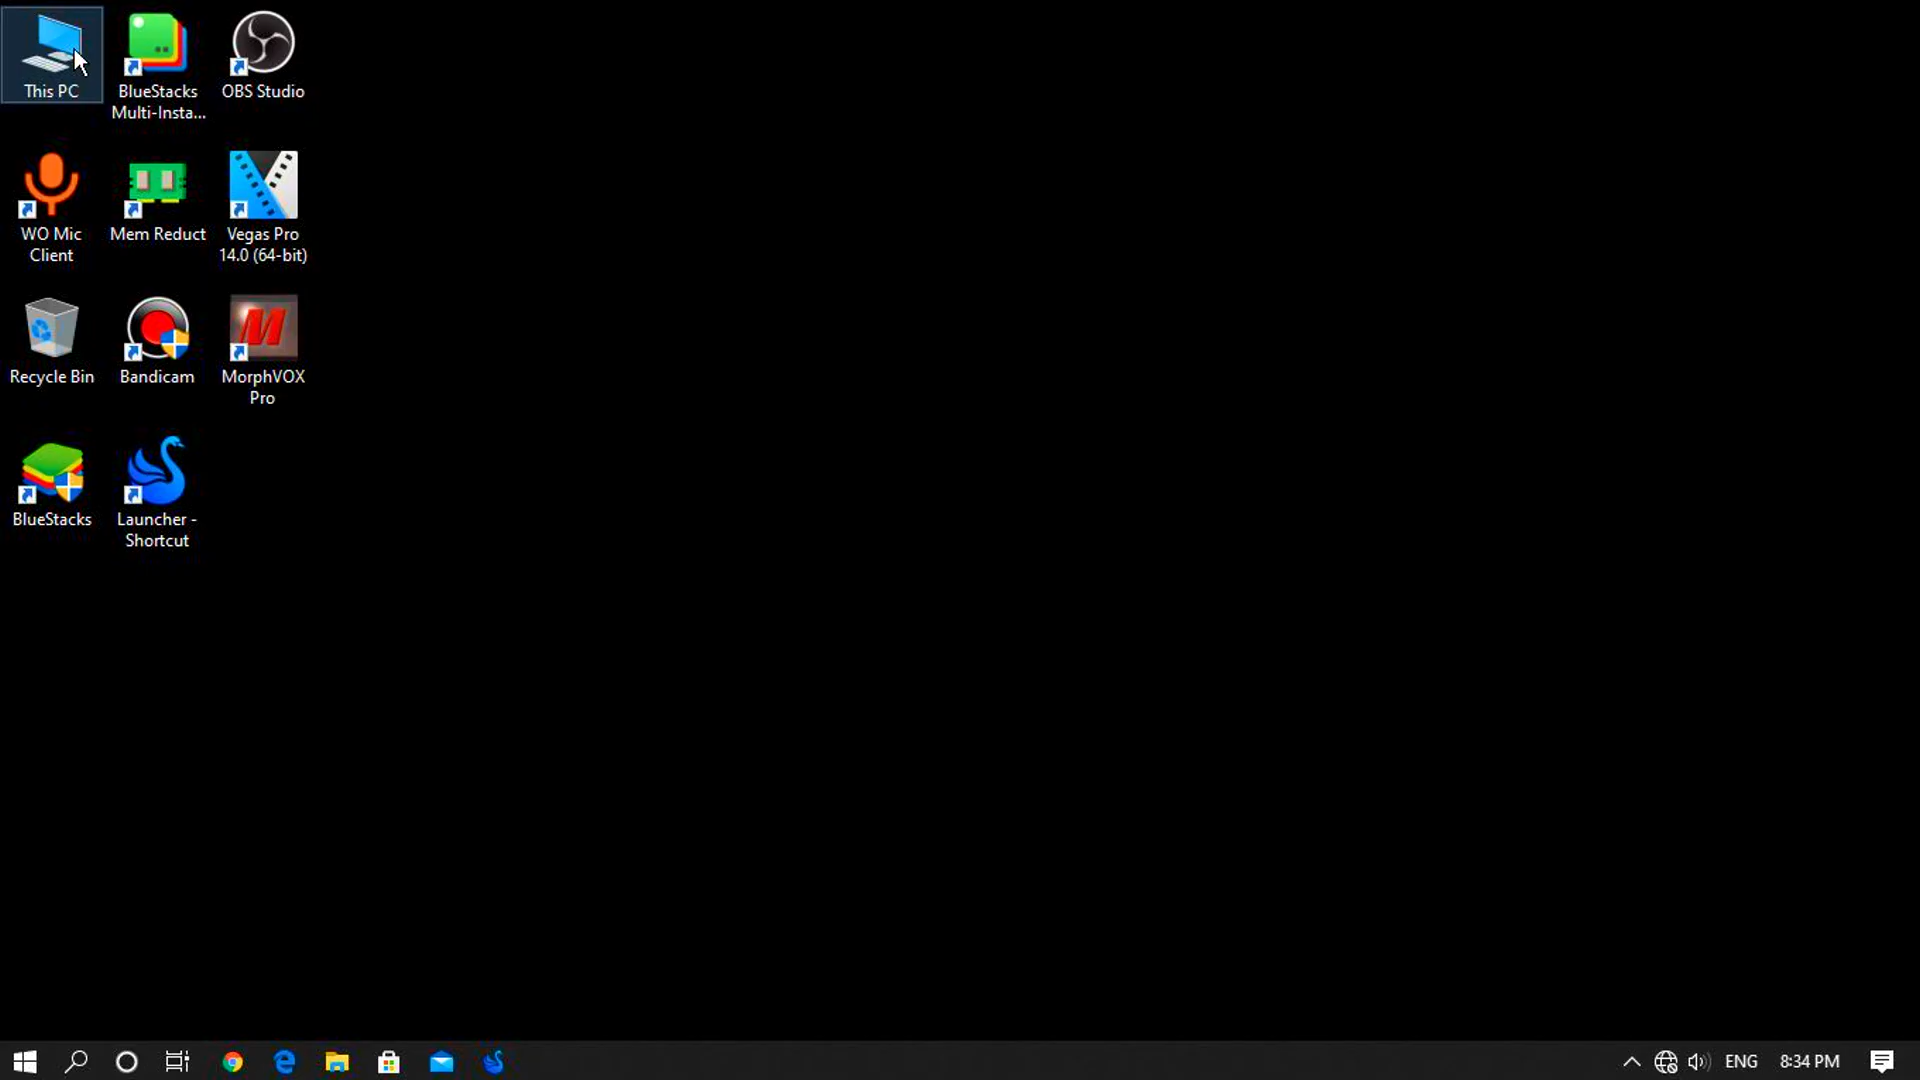 This PC
BlueStacks
Multi-Insta...
OBS Studio
WO Mic
Client
Mem Reduct
Vegas Pro
14.0 (64-bit)
Recycle Bin
Bandicam
M
MorphVOX
Pro
BlueStacks
Launcher -
Shortcut
ENG
8:34 PM